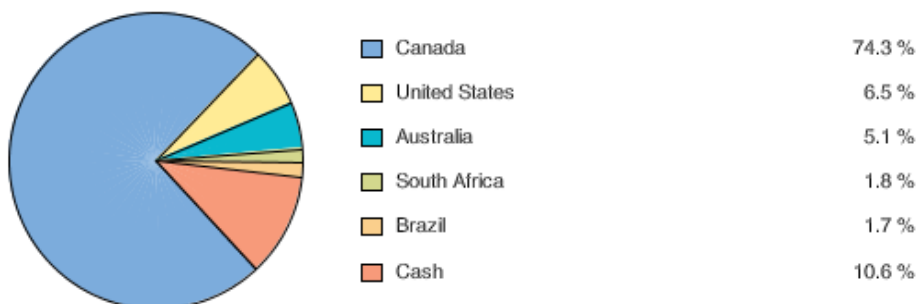 Canada 74.3 %
United States 6.5 %
Australia 5.1 %
South Africa 1.8 %
Brazil 1.7 %
Cash 10.6 %